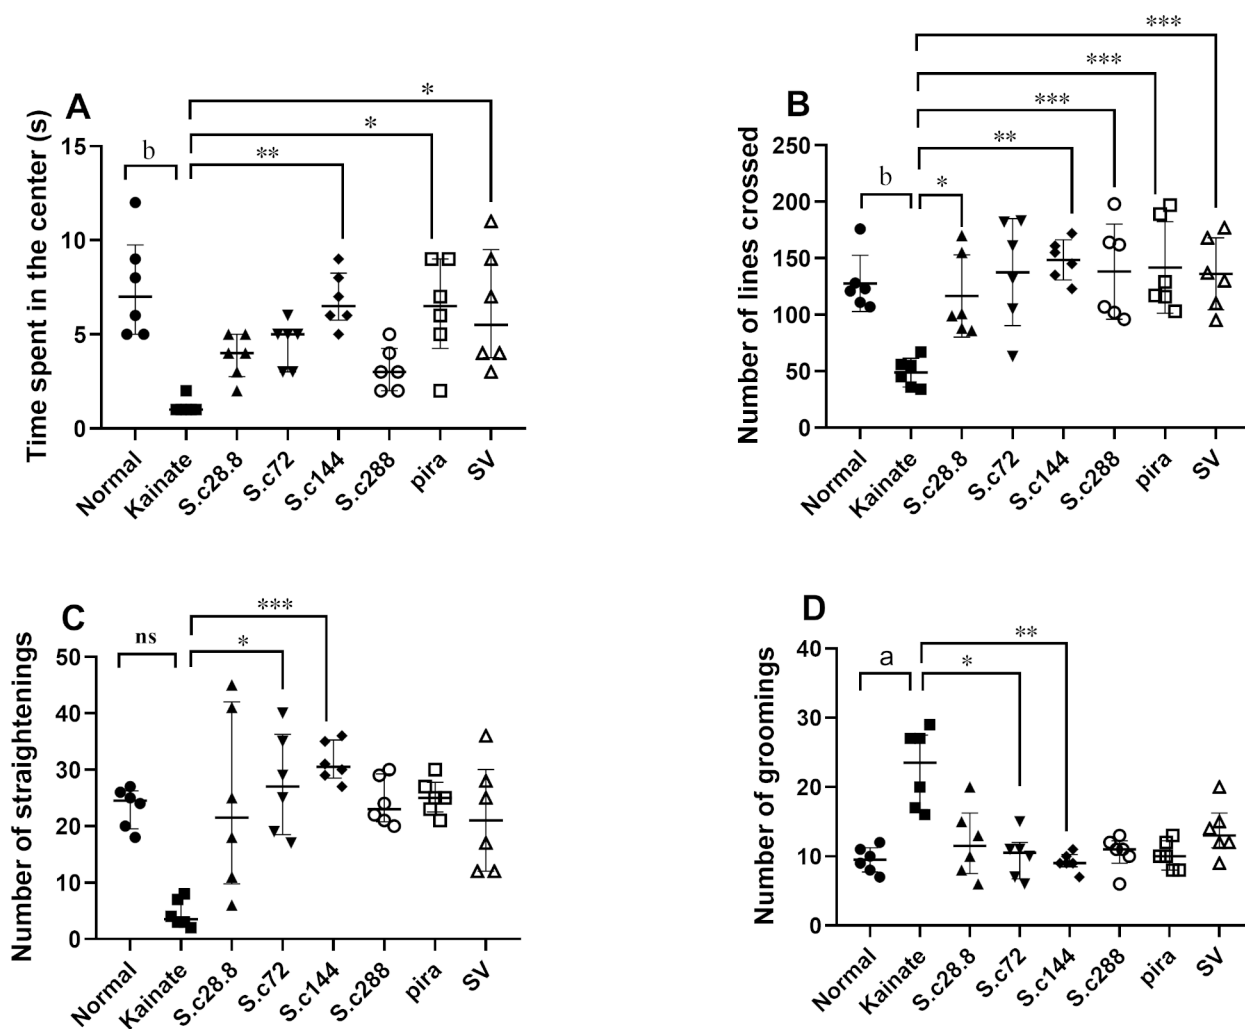 A
Time spent in the center (s)
15
10
5
0
b
**
*
*
Normal
Kainate
S.c28.8
S.c72
S.c144
S.c288
pira
SV
B
Number of lines crossed
250
200
150
100
50
0
b
*
**
***
***
***
Normal
Kainate
S.c28.8
S.c72
S.c144
S.c288
pira
SV
C
Number of straightenings
50
40
30
20
10
0
ns
*
***
Normal
Kainate
S.c28.8
S.c72
S.c144
S.c288
pira
SV
D
Number of groomings
40
30
20
10
0
a
*
**
Normal
Kainate
S.c28.8
S.c72
S.c144
S.c288
pira
SV